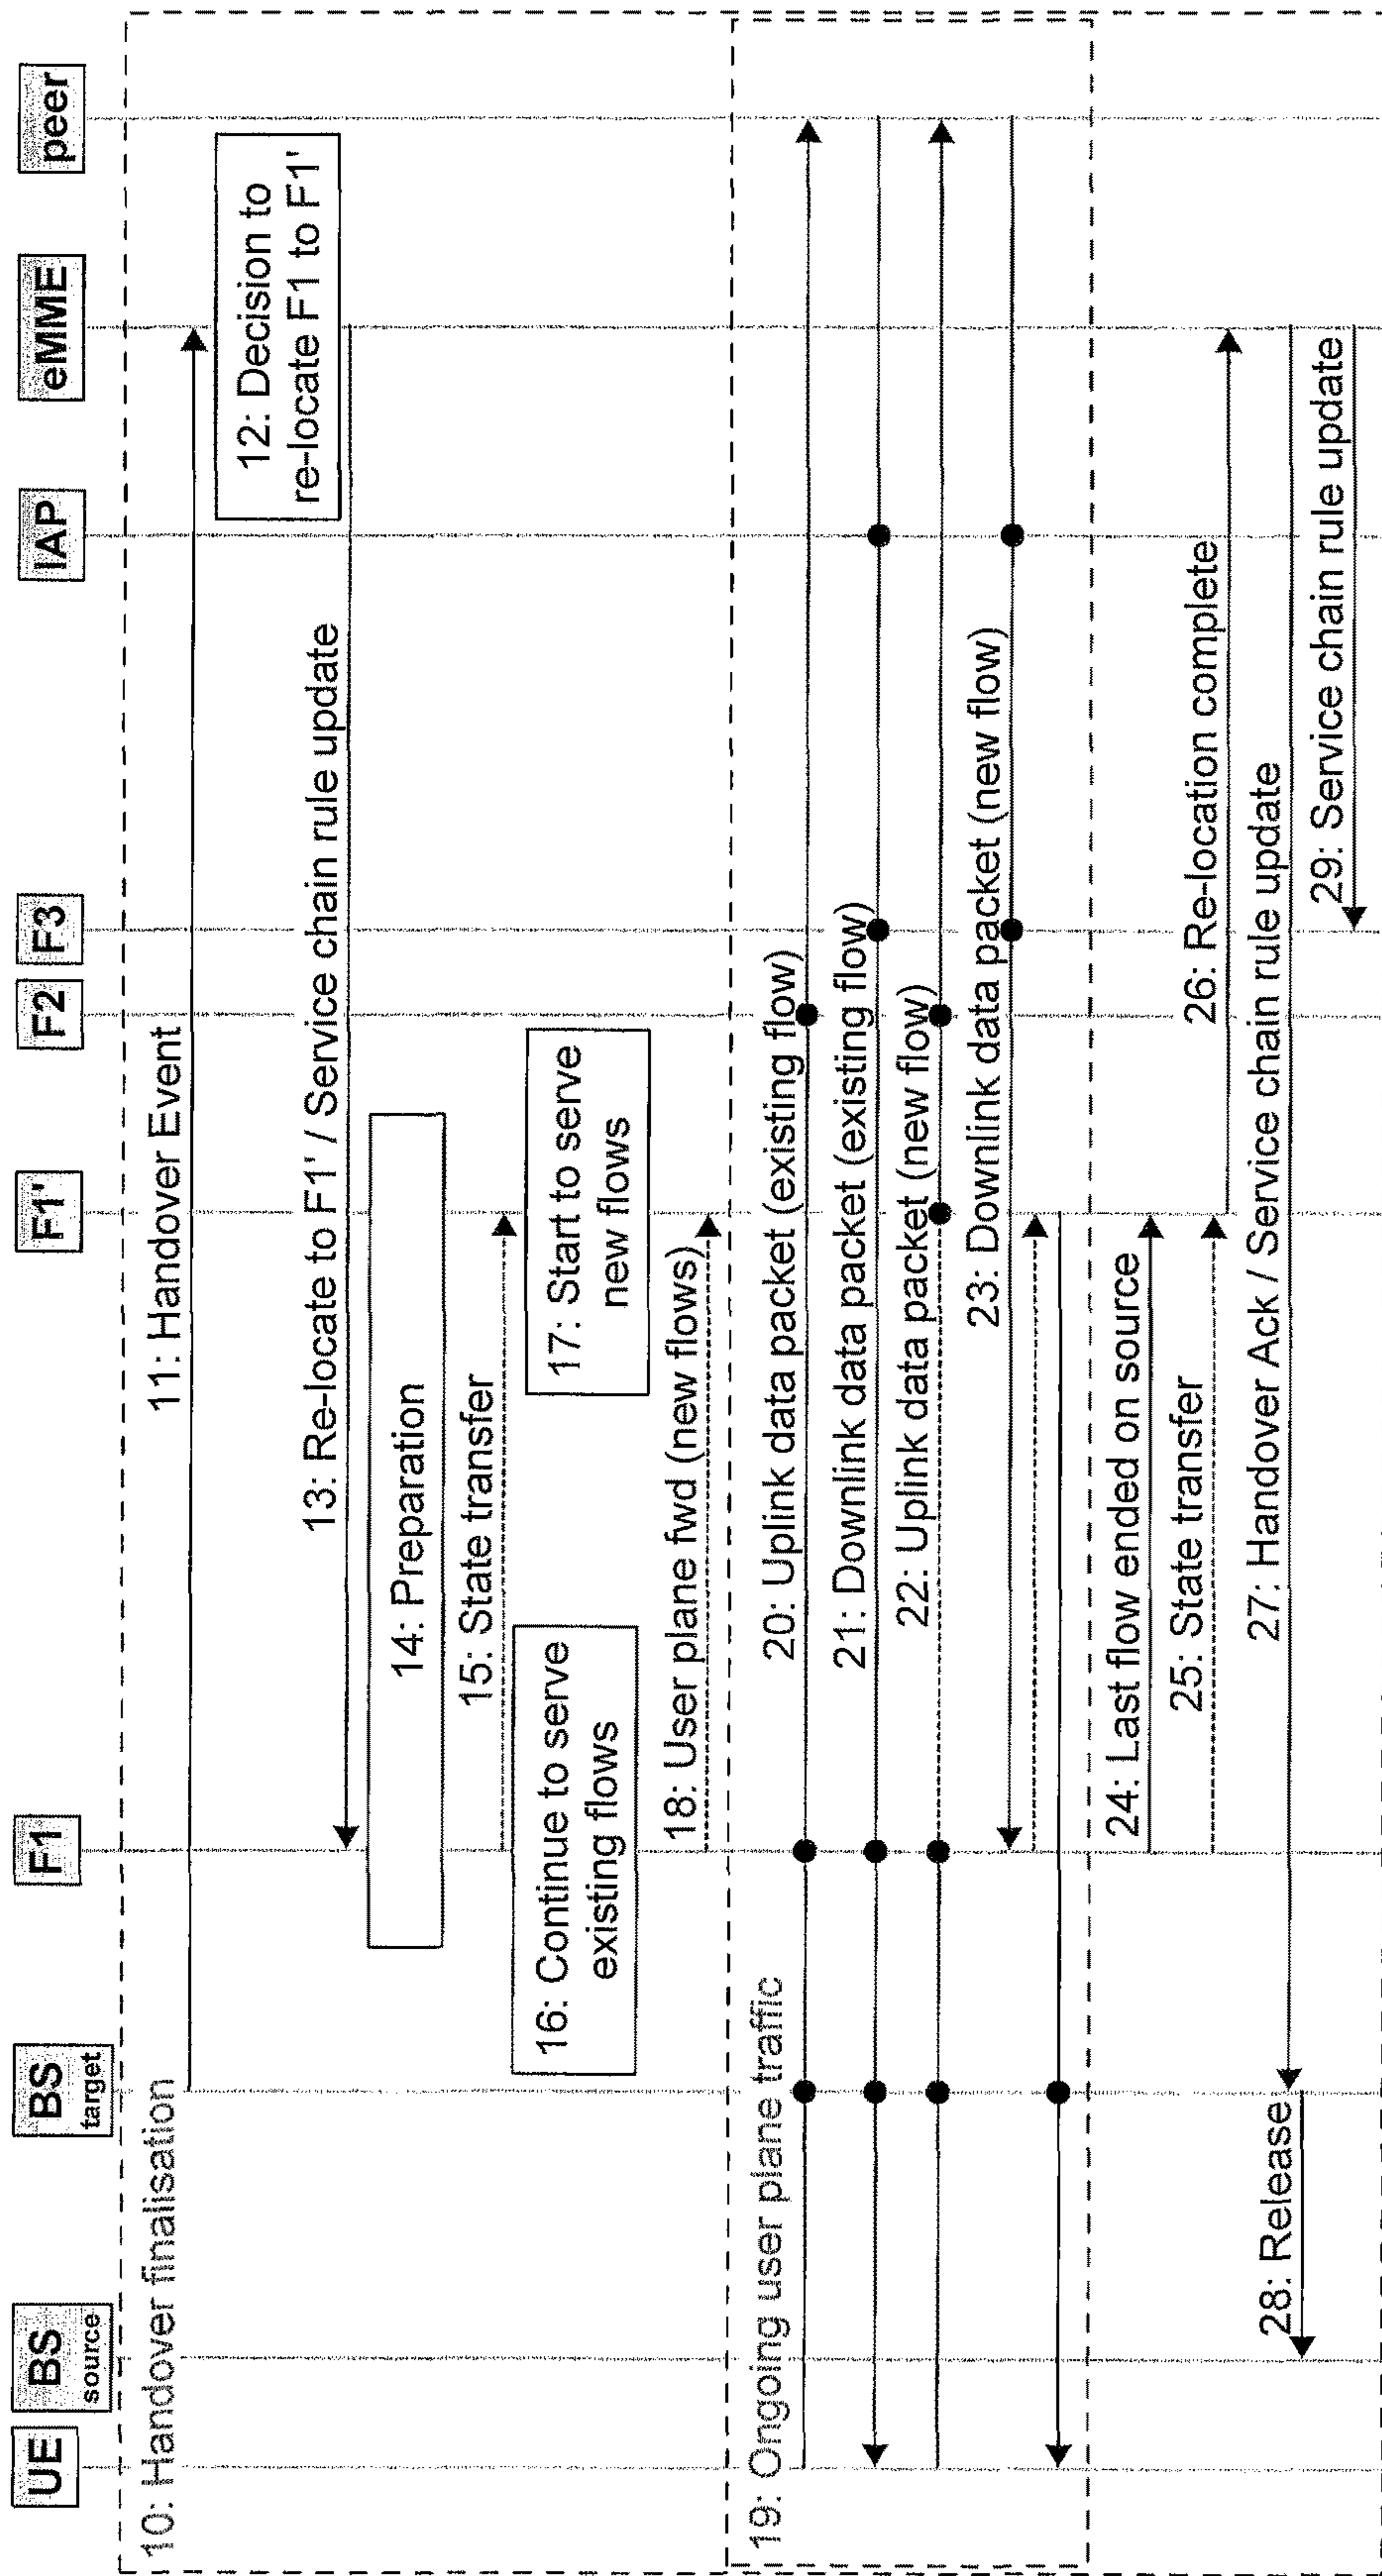 UE
BS
source
BS
target
F1
F1'
F2
F3
IAP
eMME
peer
10: Handover finalisation
11: Handover Event
12: Decision to
re-locate F1 to F1'
13: Re-locate to F1' / Service chain rule update
14: Preparation
15: State transfer
16: Continue to serve
existing flows
17: Start to serve
new flows
18: User plane fwd (new flows)
19: Ongoing user plane traffic
20: Uplink data packet (existing flow)
21: Downlink data packet (existing flow)
22: Uplink data packet (new flow)
23: Downlink data packet (new flow)
24: Last flow ended on source
25: State transfer
26: Re-location complete
27: Handover Ack / Service chain rule update
28: Release
29: Service chain rule update